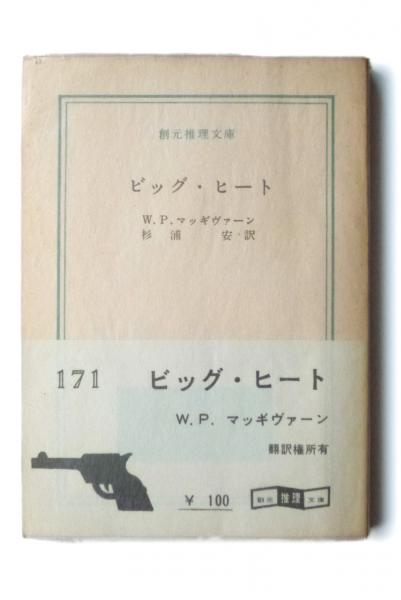 創元推理文庫
ビッグ・ヒート
W.P.マッギヴァーン
杉浦 安・訳
171 ビッグ・ヒート
W.P. マッギヴァーン
翻訳権所有
¥ 100
創元 推理 文庫